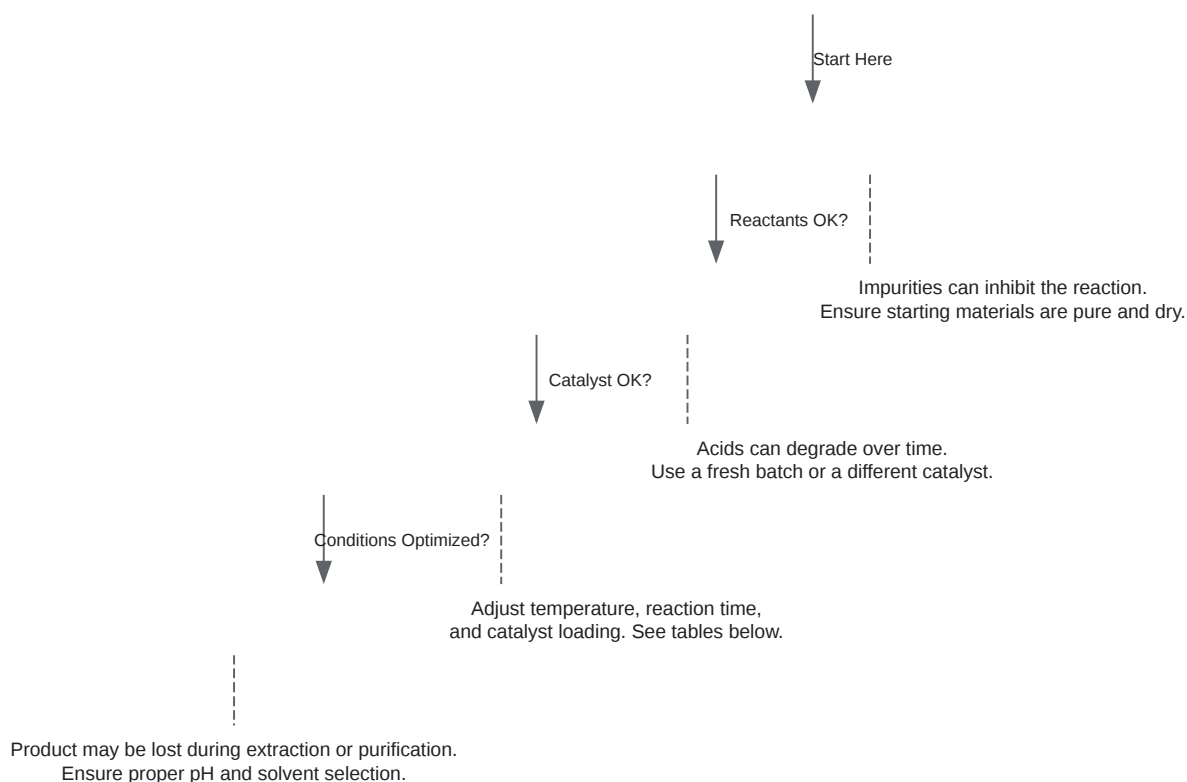 Start Here
Reactants OK?
Impurities can inhibit the reaction.
Ensure starting materials are pure and dry.
Catalyst OK?
Acids can degrade over time.
Use a fresh batch or a different catalyst.
Conditions Optimized?
Adjust temperature, reaction time,
and catalyst loading. See tables below.
Product may be lost during extraction or purification.
Ensure proper pH and solvent selection.